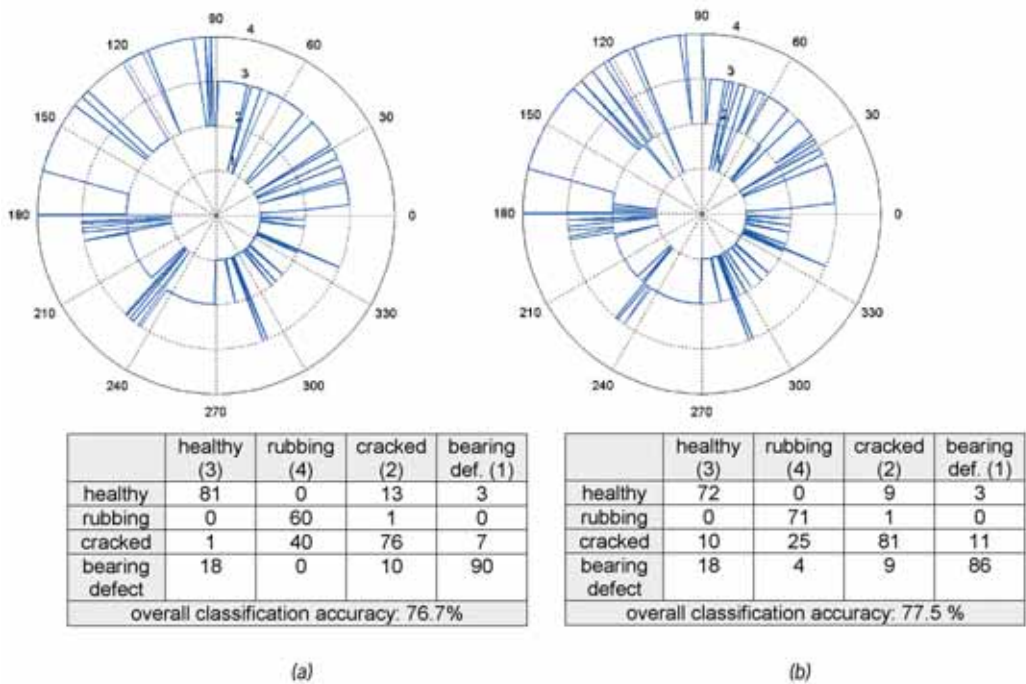 90
4
120
60
3
150
30
2
1
180
0
210
330
240
300
270
90
4
120
60
3
150
30
2
1
180
0
210
330
240
300
270
healthy (3) rubbing (4) cracked (2) bearing def. (1)
healthy 81 0 13 3
rubbing 0 60 1 0
cracked 1 40 76 7
bearing defect 18 0 10 90
overall classification accuracy: 76.7%
healthy (3) rubbing (4) cracked (2) bearing def. (1)
healthy 72 0 9 3
rubbing 0 71 1 0
cracked 10 25 81 11
bearing defect 18 4 9 86
overall classification accuracy: 77.5 %
(a)
(b)